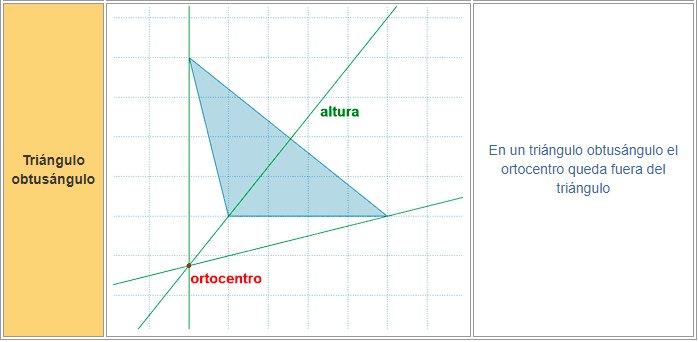 Triángulo
obtusángulo
altura
ortocentro
En un triángulo obtusángulo el
ortocentro queda fuera del
triángulo